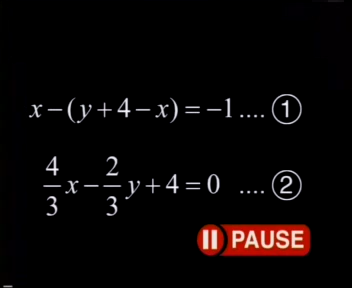 x−(y+4−x)=−1 .... ①
4/3 x − 2/3 y + 4 = 0 .... ②
PAUSE